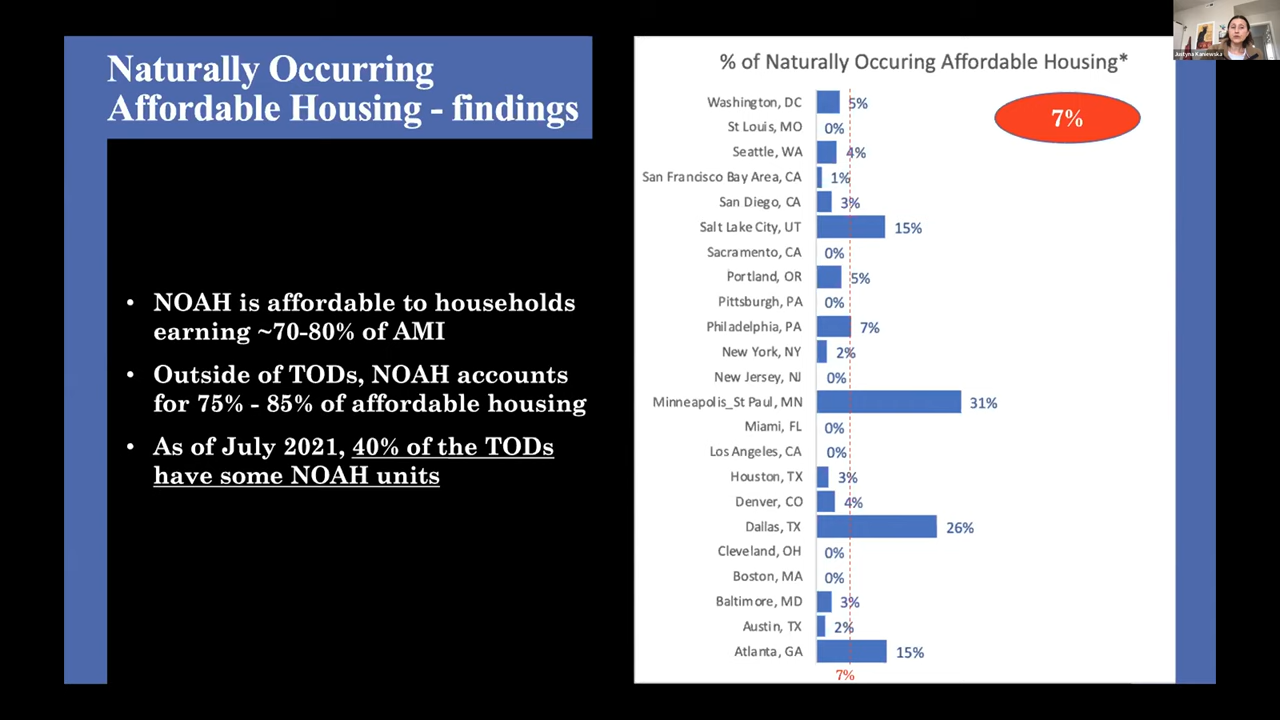 Naturally Occurring
Affordable Housing - findings
• NOAH is affordable to households
earning ~70-80% of AMI
• Outside of TODs, NOAH accounts
for 75% - 85% of affordable housing
• As of July 2021, 40% of the TODs
have some NOAH units
% of Naturally Occuring Affordable Housing*
7%
Washington, DC 5%
St Louis, MO 0%
Seattle, WA 4%
San Francisco Bay Area, CA 1%
San Diego, CA 3%
Salt Lake City, UT 15%
Sacramento, CA 0%
Portland, OR 5%
Pittsburgh, PA 0%
Philadelphia, PA 7%
New York, NY 2%
New Jersey, NJ 0%
Minneapolis_St Paul, MN 31%
Miami, FL 0%
Los Angeles, CA 0%
Houston, TX 3%
Denver, CO 4%
Dallas, TX 26%
Cleveland, OH 0%
Boston, MA 0%
Baltimore, MD 3%
Austin, TX 2%
Atlanta, GA 15%
7%
Justyna Kaniewska